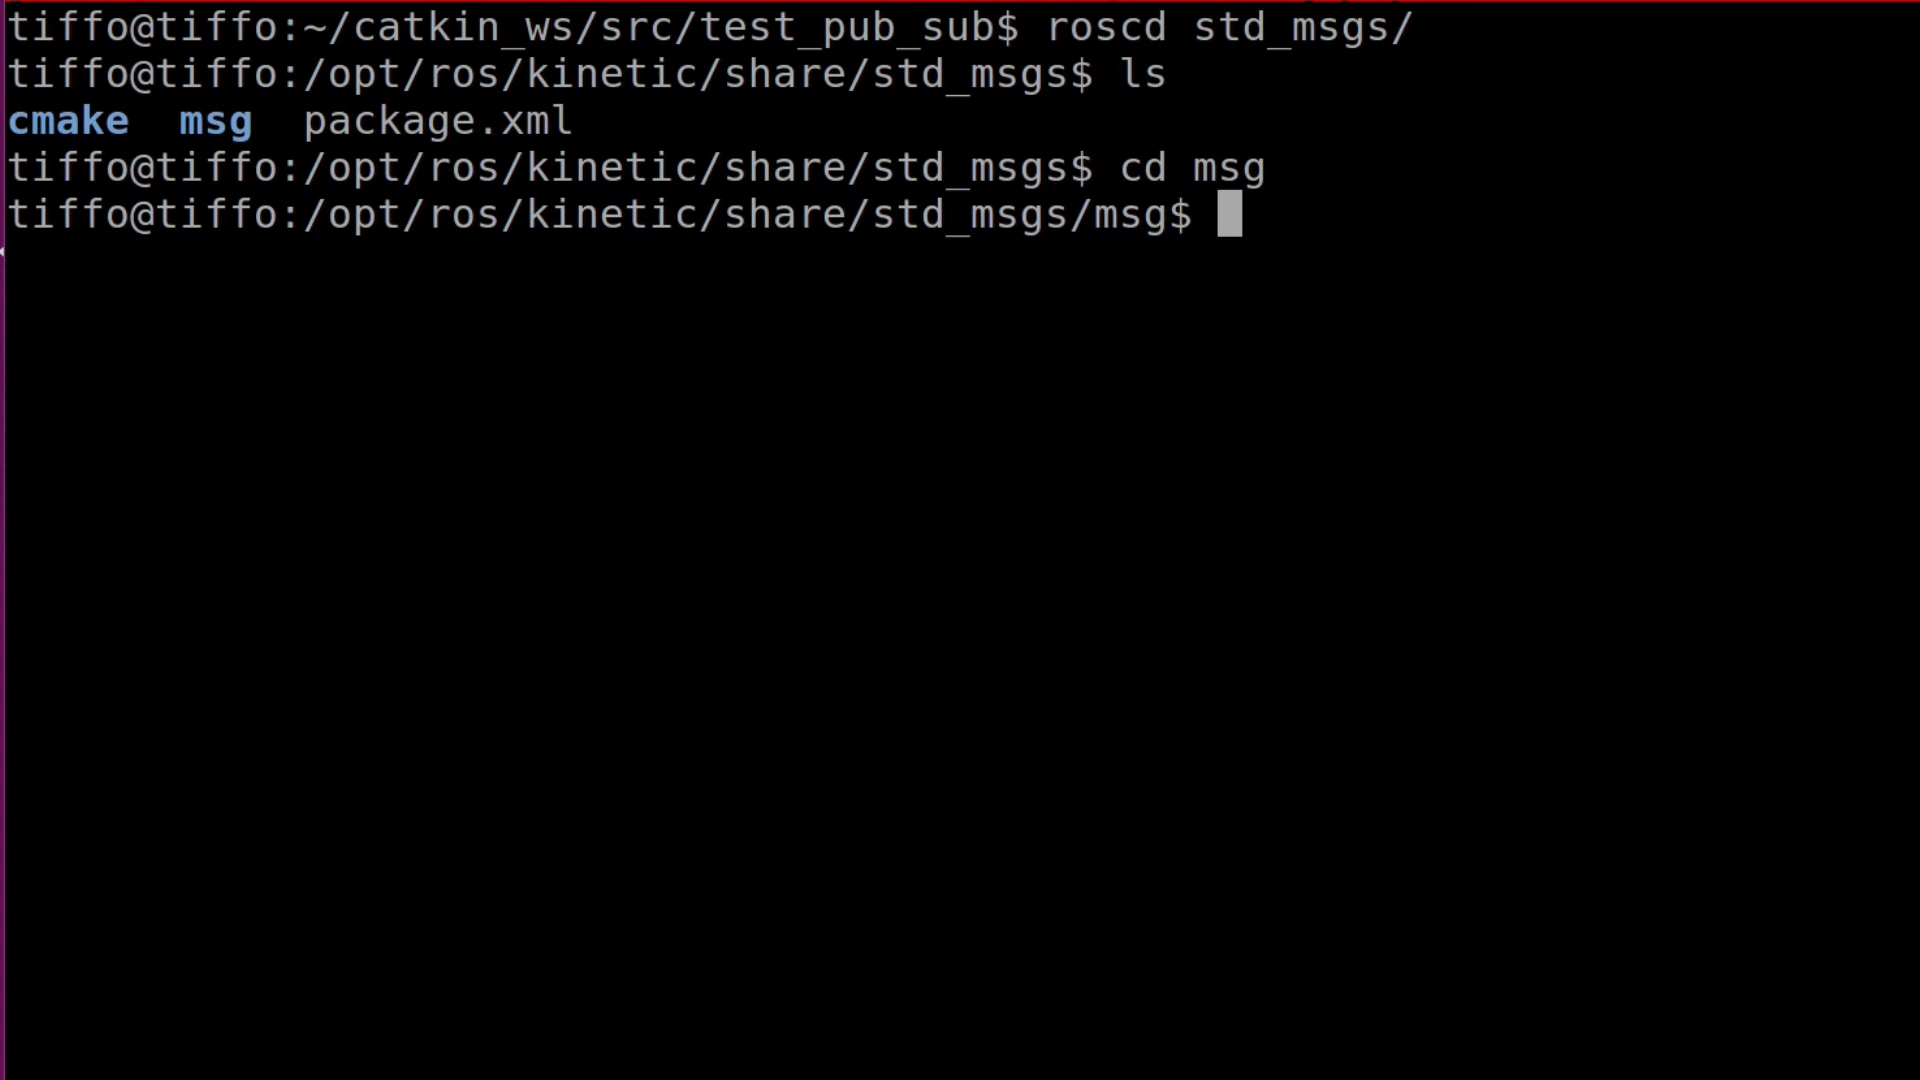 tiffo@tiffo:~/catkin_ws/src/test_pub_sub$ roscd std_msgs/
tiffo@tiffo:/opt/ros/kinetic/share/std_msgs$ ls
cmake  msg  package.xml
tiffo@tiffo:/opt/ros/kinetic/share/std_msgs$ cd msg
tiffo@tiffo:/opt/ros/kinetic/share/std_msgs/msg$